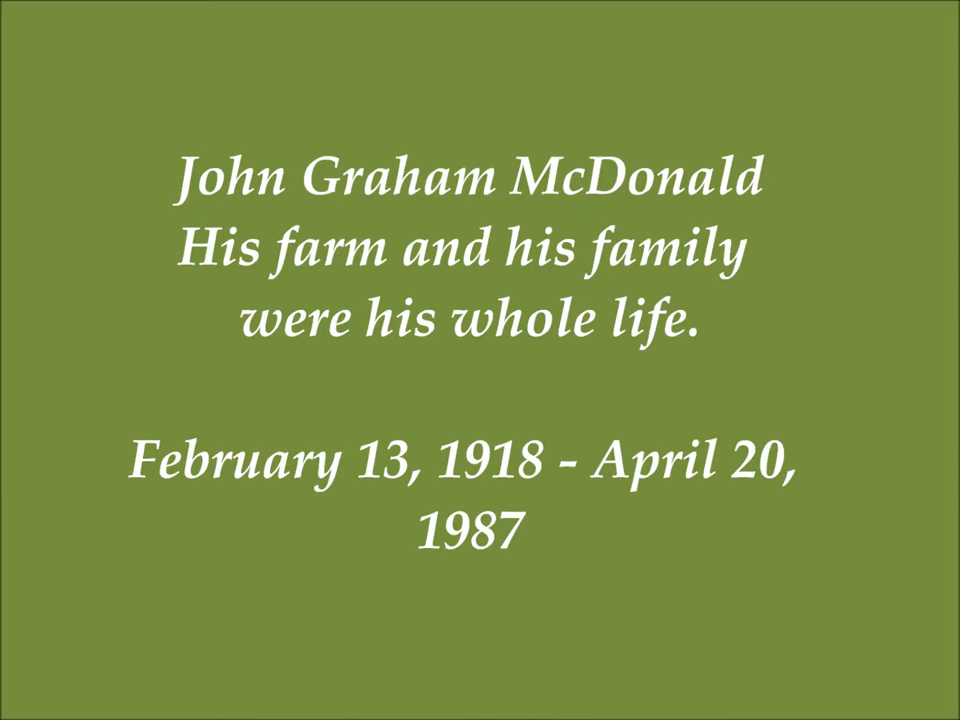 John Graham McDonald
His farm and his family
were his whole life.
February 13, 1918 - April 20,
1987